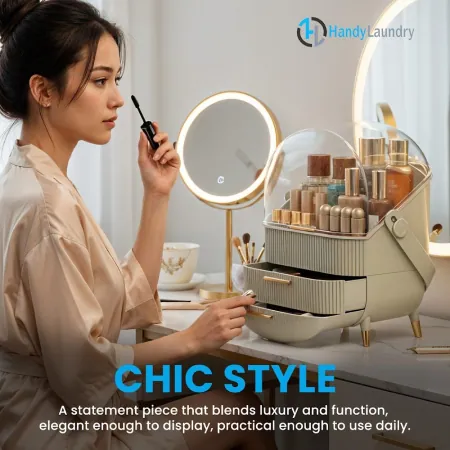 HandyLaundry
CHIC STYLE
A statement piece that blends luxury and function,
elegant enough to display, practical enough to use daily.